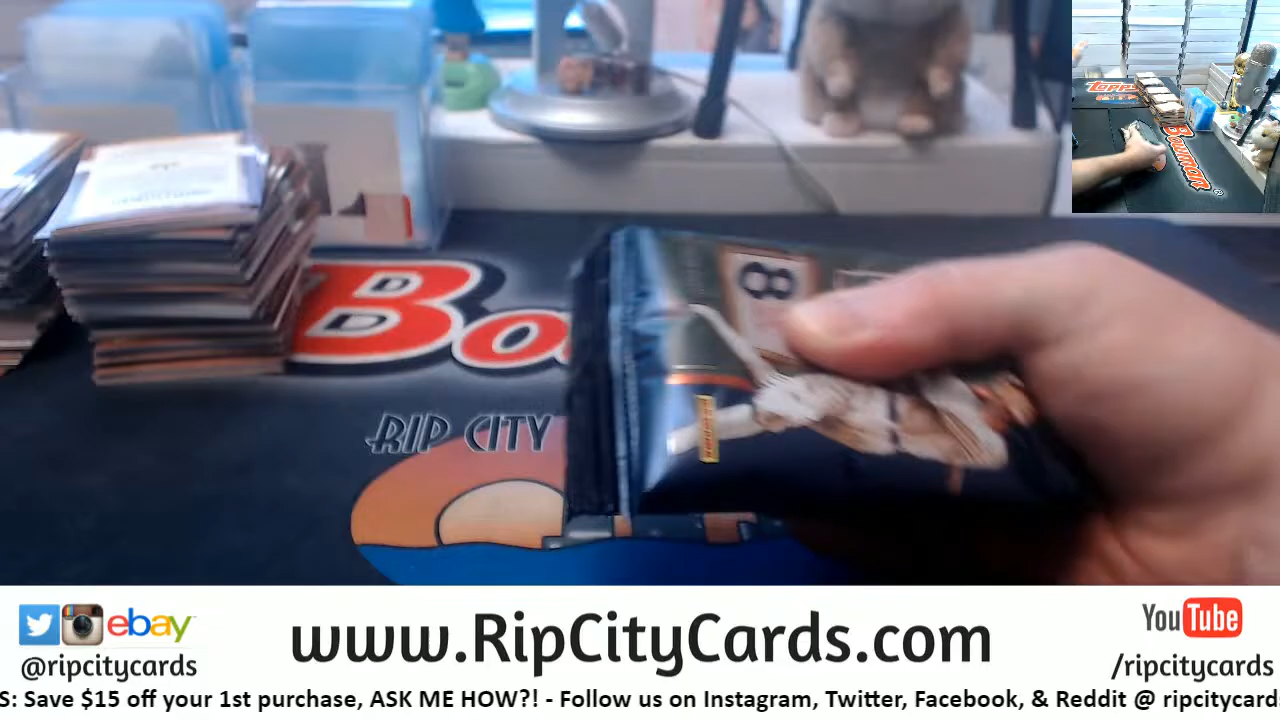 TOPPS
Bowman
8
Bo
RIP CITY
ebay
@ripcitycards
www.RipCityCards.com
YouTube
/ripcitycards
S: Save $15 off your 1st purchase, ASK ME HOW?! - Follow us on Instagram, Twitter, Facebook, & Reddit @ ripcitycard